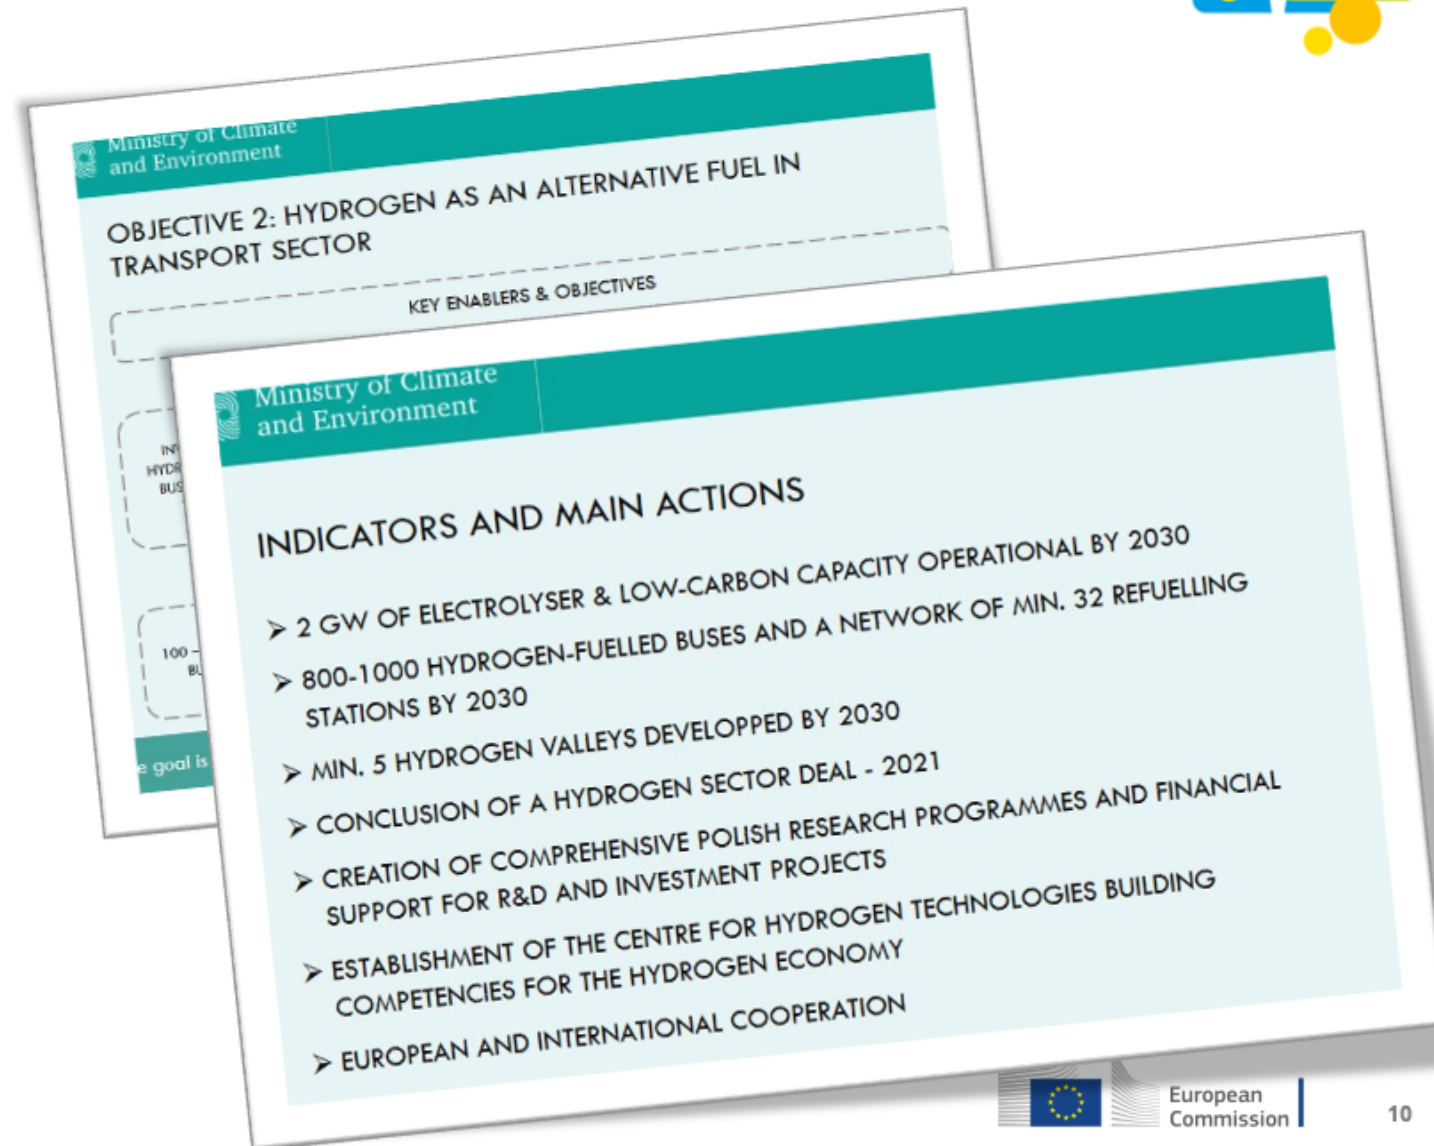 Ministry of Climate
and Environment
OBJECTIVE 2: HYDROGEN AS AN ALTERNATIVE FUEL IN
TRANSPORT SECTOR
KEY ENABLERS & OBJECTIVES
100 –
goal is
Ministry of Climate
and Environment
INDICATORS AND MAIN ACTIONS
➢ 2 GW OF ELECTROLYSER & LOW-CARBON CAPACITY OPERATIONAL BY 2030
➢ 800-1000 HYDROGEN-FUELLED BUSES AND A NETWORK OF MIN. 32 REFUELLING
STATIONS BY 2030
➢ MIN. 5 HYDROGEN VALLEYS DEVELOPPED BY 2030
➢ CONCLUSION OF A HYDROGEN SECTOR DEAL - 2021
➢ CREATION OF COMPREHENSIVE POLISH RESEARCH PROGRAMMES AND FINANCIAL
SUPPORT FOR R&D AND INVESTMENT PROJECTS
➢ ESTABLISHMENT OF THE CENTRE FOR HYDROGEN TECHNOLOGIES BUILDING
COMPETENCIES FOR THE HYDROGEN ECONOMY
➢ EUROPEAN AND INTERNATIONAL COOPERATION
European
Commission
10